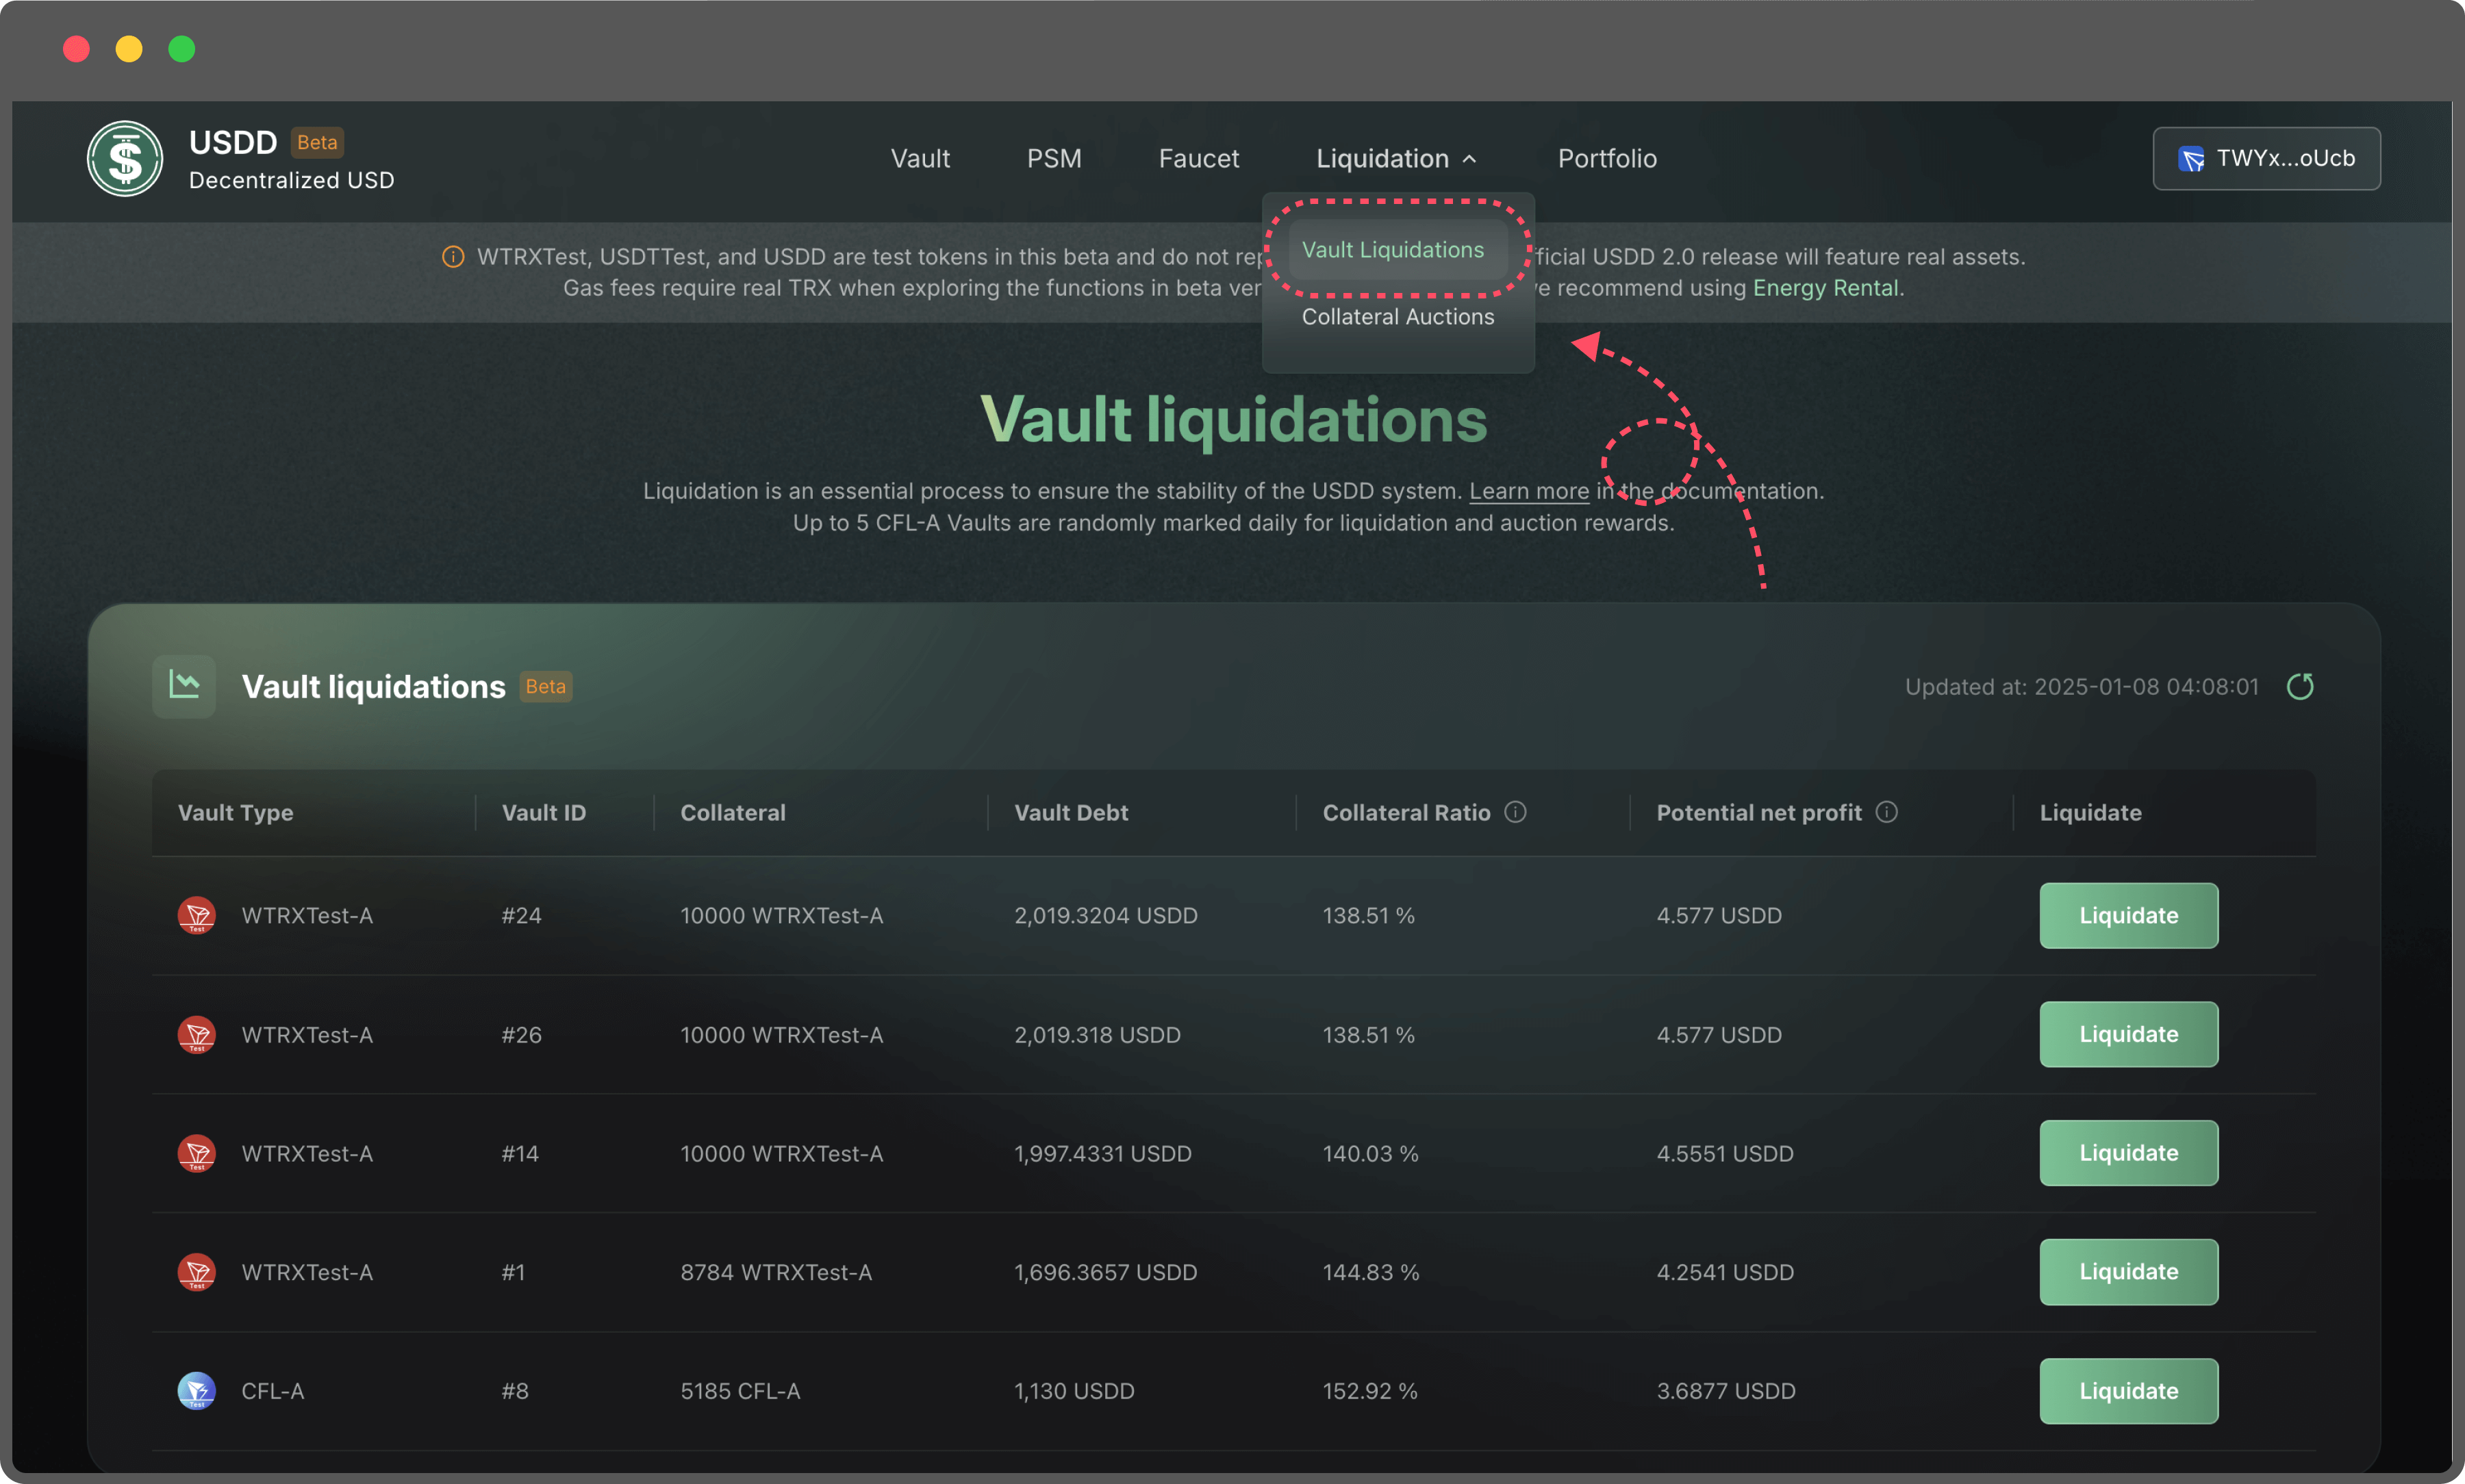 USDD Beta
Decentralized USD
Vault PSM Faucet Liquidation Portfolio
TWYx...oUcb
Vault Liquidations
Collateral Auctions
WTRXTest, USDTTest, and USDD are test tokens in this beta and do not ficial USDD 2.0 release will feature real assets.
Gas fees require real TRX when exploring the functions in beta recommend using Energy Rental.
Vault liquidations
Liquidation is an essential process to ensure the stability of the USDD system. Learn more in the documentation.
Up to 5 CFL-A Vaults are randomly marked daily for liquidation and auction rewards.
Vault liquidations Beta
Updated at: 2025-01-08 04:08:01
Vault Type Vault ID Collateral Vault Debt Collateral Ratio Potential net profit Liquidate
Test WTRXTest-A #24 10000 WTRXTest-A 2,019.3204 USDD 138.51 % 4.577 USDD Liquidate
Test WTRXTest-A #26 10000 WTRXTest-A 2,019.318 USDD 138.51 % 4.577 USDD Liquidate
Test WTRXTest-A #14 10000 WTRXTest-A 1,997.4331 USDD 140.03 % 4.5551 USDD Liquidate
Test WTRXTest-A #1 8784 WTRXTest-A 1,696.3657 USDD 144.83 % 4.2541 USDD Liquidate
Test CFL-A #8 5185 CFL-A 1,130 USDD 152.92 % 3.6877 USDD Liquidate